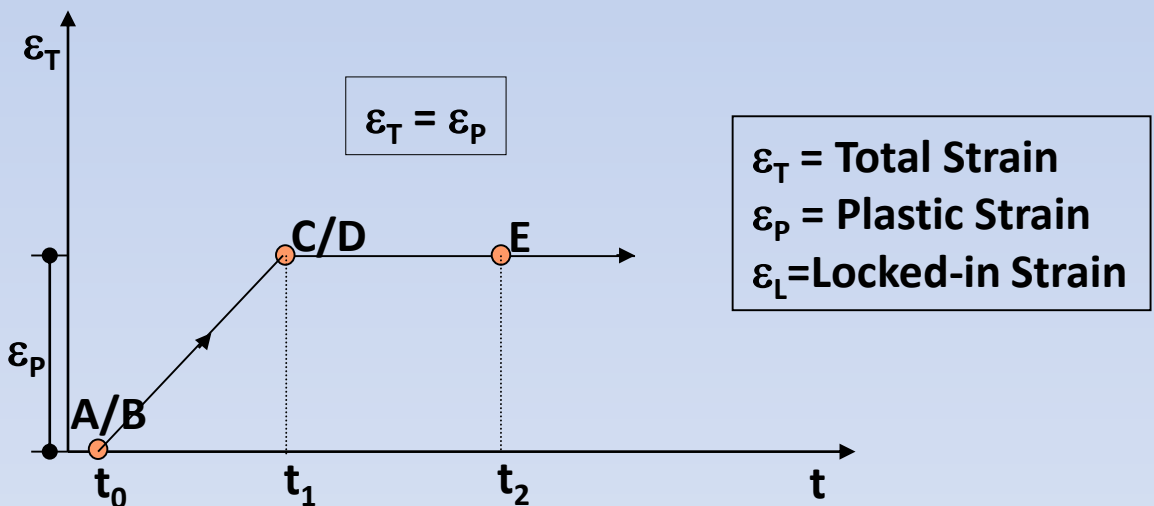 εT
εT = εP
εT = Total Strain
εP = Plastic Strain
εL=Locked-in Strain
C/D
E
εP
A/B
t0
t1
t2
t